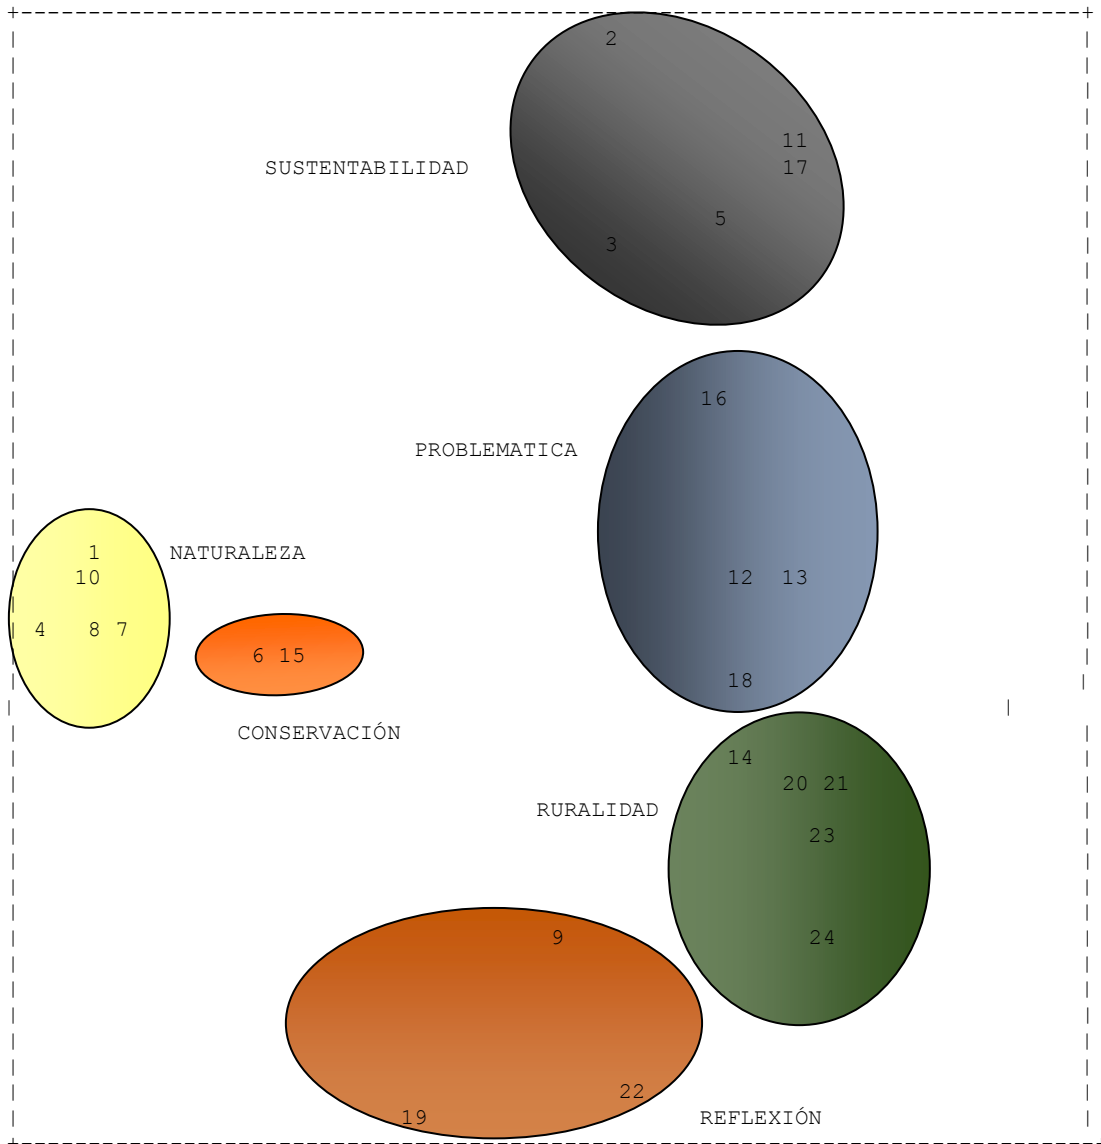 2
11
SUSTENTABILIDAD
17
5
3
16
PROBLEMATICA
1
NATURALEZA
10
12 13
4 8 7
6 15
18
CONSERVACIÓN
14
20 21
RURALIDAD
23
9
24
22
19
REFLEXIÓN